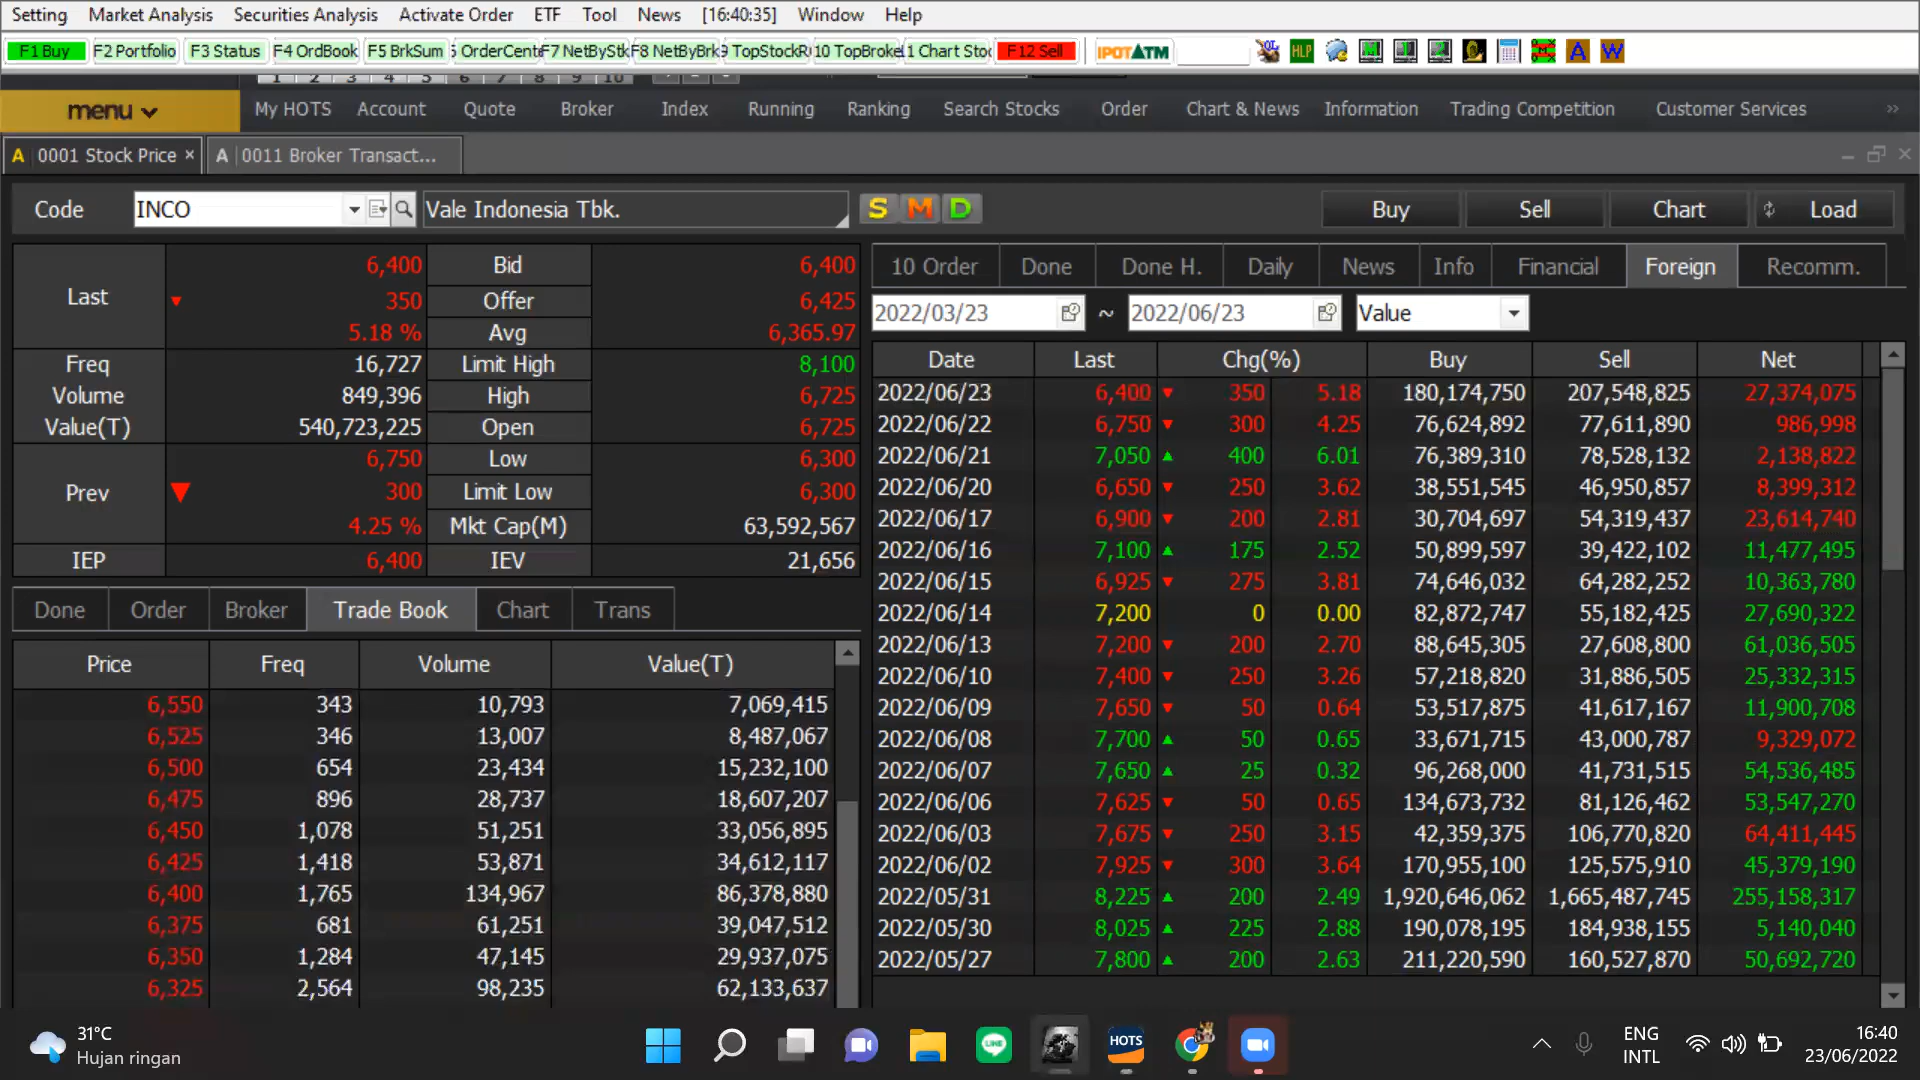 Setting Market Analysis Securities Analysis Activate Order ETF Tool News [16:40:35] Window Help
F1 Buy F2 Portfolio F3 Status F4 OrdBook F5 BrkSum OrderCent F7 NetByStk F8 NetByBrk TopStockR 10 TopBroke 1 Chart Sto F12 Sell IPOTATM HLP A W
1 2 3 4 5 6 7 8 9 10
menu My HOTS Account Quote Broker Index Running Ranking Search Stocks Order Chart & News Information Trading Competition Customer Services »
A 0001 Stock Price × A 0011 Broker Transact...
Code INCO Vale Indonesia Tbk. S M D Buy Sell Chart Load
Last 6,400 Bid 6,400
▼ 350 Offer 6,425
5.18 % Avg 6,365.97
Freq 16,727 Limit High 8,100
Volume 849,396 High 6,725
Value(T) 540,723,225 Open 6,725
Prev 6,750 Low 6,300
▼ 300 Limit Low 6,300
4.25 % Mkt Cap(M) 63,592,567
IEP 6,400 IEV 21,656
Done Order Broker Trade Book Chart Trans
Price Freq Volume Value(T)
6,550 343 10,793 7,069,415
6,525 346 13,007 8,487,067
6,500 654 23,434 15,232,100
6,475 896 28,737 18,607,207
6,450 1,078 51,251 33,056,895
6,425 1,418 53,871 34,612,117
6,400 1,765 134,967 86,378,880
6,375 681 61,251 39,047,512
6,350 1,284 47,145 29,937,075
6,325 2,564 98,235 62,133,637
10 Order Done Done H. Daily News Info Financial Foreign Recomm.
2022/03/23 ~ 2022/06/23 Value
Date Last Chg(%) Buy Sell Net
2022/06/23 6,400 ▼ 350 5.18 180,174,750 207,548,825 27,374,075
2022/06/22 6,750 ▼ 300 4.25 76,624,892 77,611,890 986,998
2022/06/21 7,050 ▲ 400 6.01 76,389,310 78,528,132 2,138,822
2022/06/20 6,650 ▼ 250 3.62 38,551,545 46,950,857 8,399,312
2022/06/17 6,900 ▼ 200 2.81 30,704,697 54,319,437 23,614,740
2022/06/16 7,100 ▲ 175 2.52 50,899,597 39,422,102 11,477,495
2022/06/15 6,925 ▼ 275 3.81 74,646,032 64,282,252 10,363,780
2022/06/14 7,200 0 0.00 82,872,747 55,182,425 27,690,322
2022/06/13 7,200 ▼ 200 2.70 88,645,305 27,608,800 61,036,505
2022/06/10 7,400 ▼ 250 3.26 57,218,820 31,886,505 25,332,315
2022/06/09 7,650 ▼ 50 0.64 53,517,875 41,617,167 11,900,708
2022/06/08 7,700 ▲ 50 0.65 33,671,715 43,000,787 9,329,072
2022/06/07 7,650 ▲ 25 0.32 96,268,000 41,731,515 54,536,485
2022/06/06 7,625 ▼ 50 0.65 134,673,732 81,126,462 53,547,270
2022/06/03 7,675 ▼ 250 3.15 42,359,375 106,770,820 64,411,445
2022/06/02 7,925 ▼ 300 3.64 170,955,100 125,575,910 45,379,190
2022/05/31 8,225 ▲ 200 2.49 1,920,646,062 1,665,487,745 255,158,317
2022/05/30 8,025 ▲ 225 2.88 190,078,195 184,938,155 5,140,040
2022/05/27 7,800 ▲ 200 2.63 211,220,590 160,527,870 50,692,720
31°C
Hujan ringan
LINE
HOTS
ENG
INTL
16:40
23/06/2022